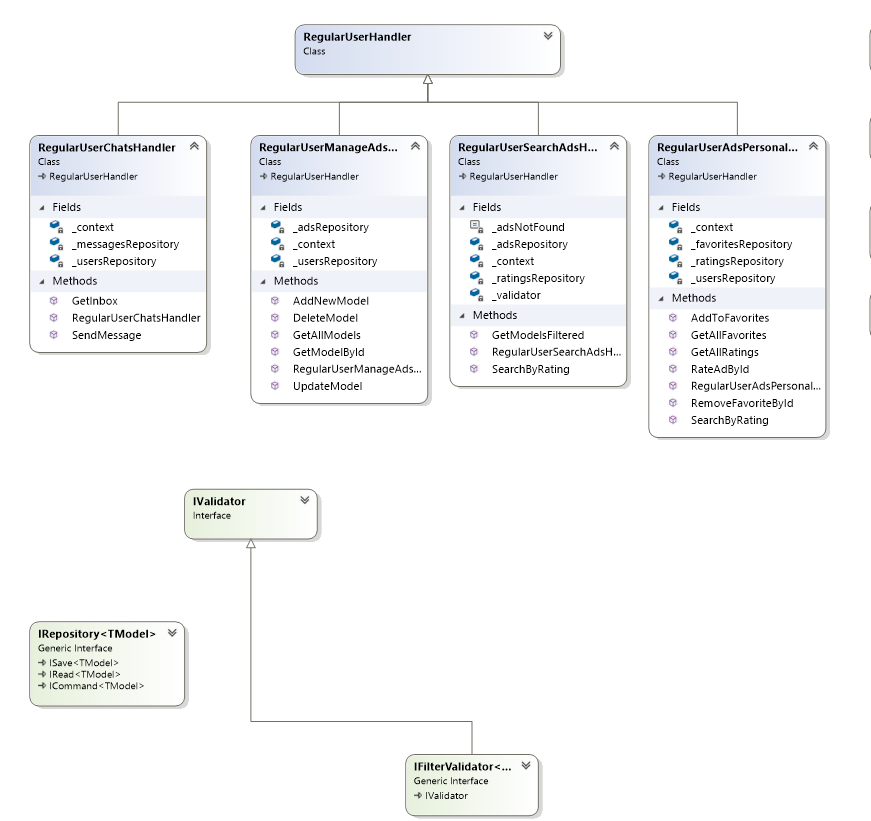 RegularUserHandler
Class
RegularUserChatsHandler
Class
RegularUserHandler
Fields
_context
_messagesRepository
_usersRepository
Methods
GetInbox
RegularUserChatsHandler
SendMessage
RegularUserManageAds...
Class
RegularUserHandler
Fields
_adsRepository
_context
_usersRepository
Methods
AddNewModel
DeleteModel
GetAllModels
GetModelById
RegularUserManageAds...
UpdateModel
RegularUserSearchAdsH...
Class
RegularUserHandler
Fields
_adsNotFound
_adsRepository
_context
_ratingsRepository
_validator
Methods
GetModelsFiltered
RegularUserSearchAdsH...
SearchByRating
RegularUserAdsPersonal...
Class
RegularUserHandler
Fields
_context
_favoritesRepository
_ratingsRepository
_usersRepository
Methods
AddToFavorites
GetAllFavorites
GetAllRatings
RateAdById
RegularUserAdsPersonal...
RemoveFavoriteById
SearchByRating
IValidator
Interface
IRepository<TModel>
Generic Interface
ISave<TModel>
IRead<TModel>
ICommand<TModel>
IFilterValidator<...
Generic Interface
IValidator